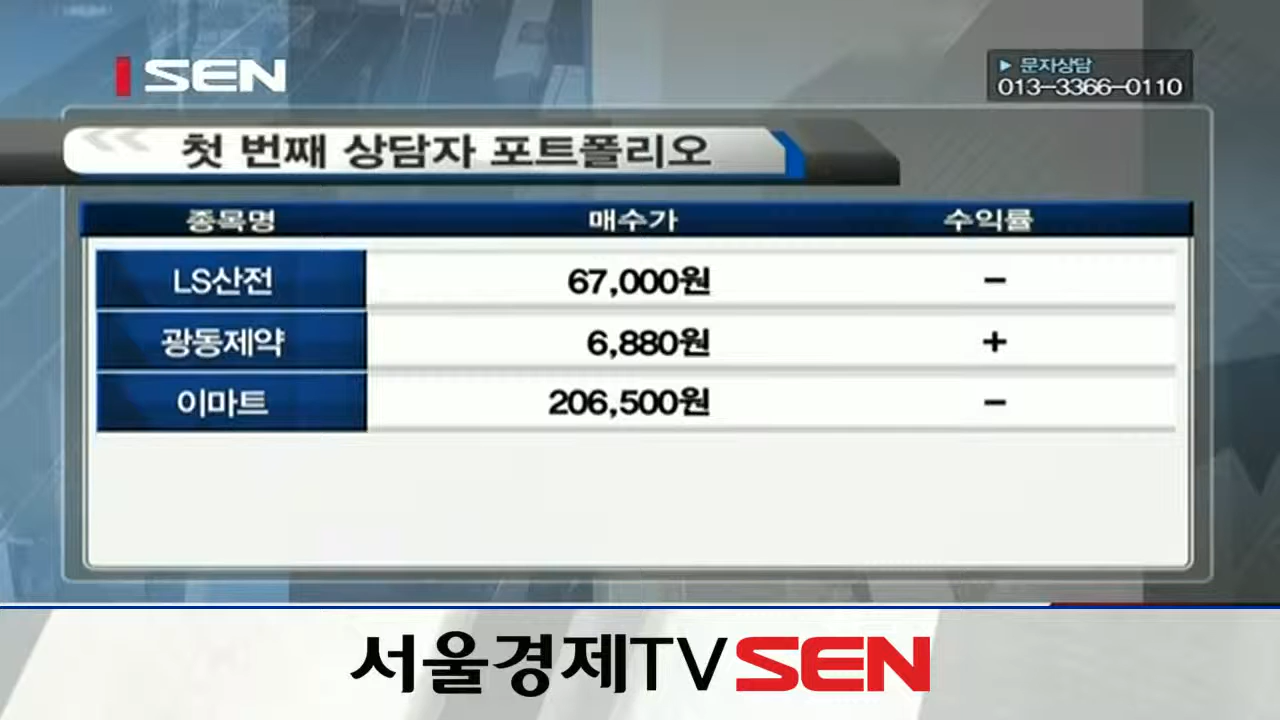 SEN
▶ 문자상담
013-3366-0110
첫 번째 상담자 포트폴리오
종목명 매수가 수익률
LS산전 67,000원 -
광동제약 6,880원 +
이마트 206,500원 -
서울경제TV SEN